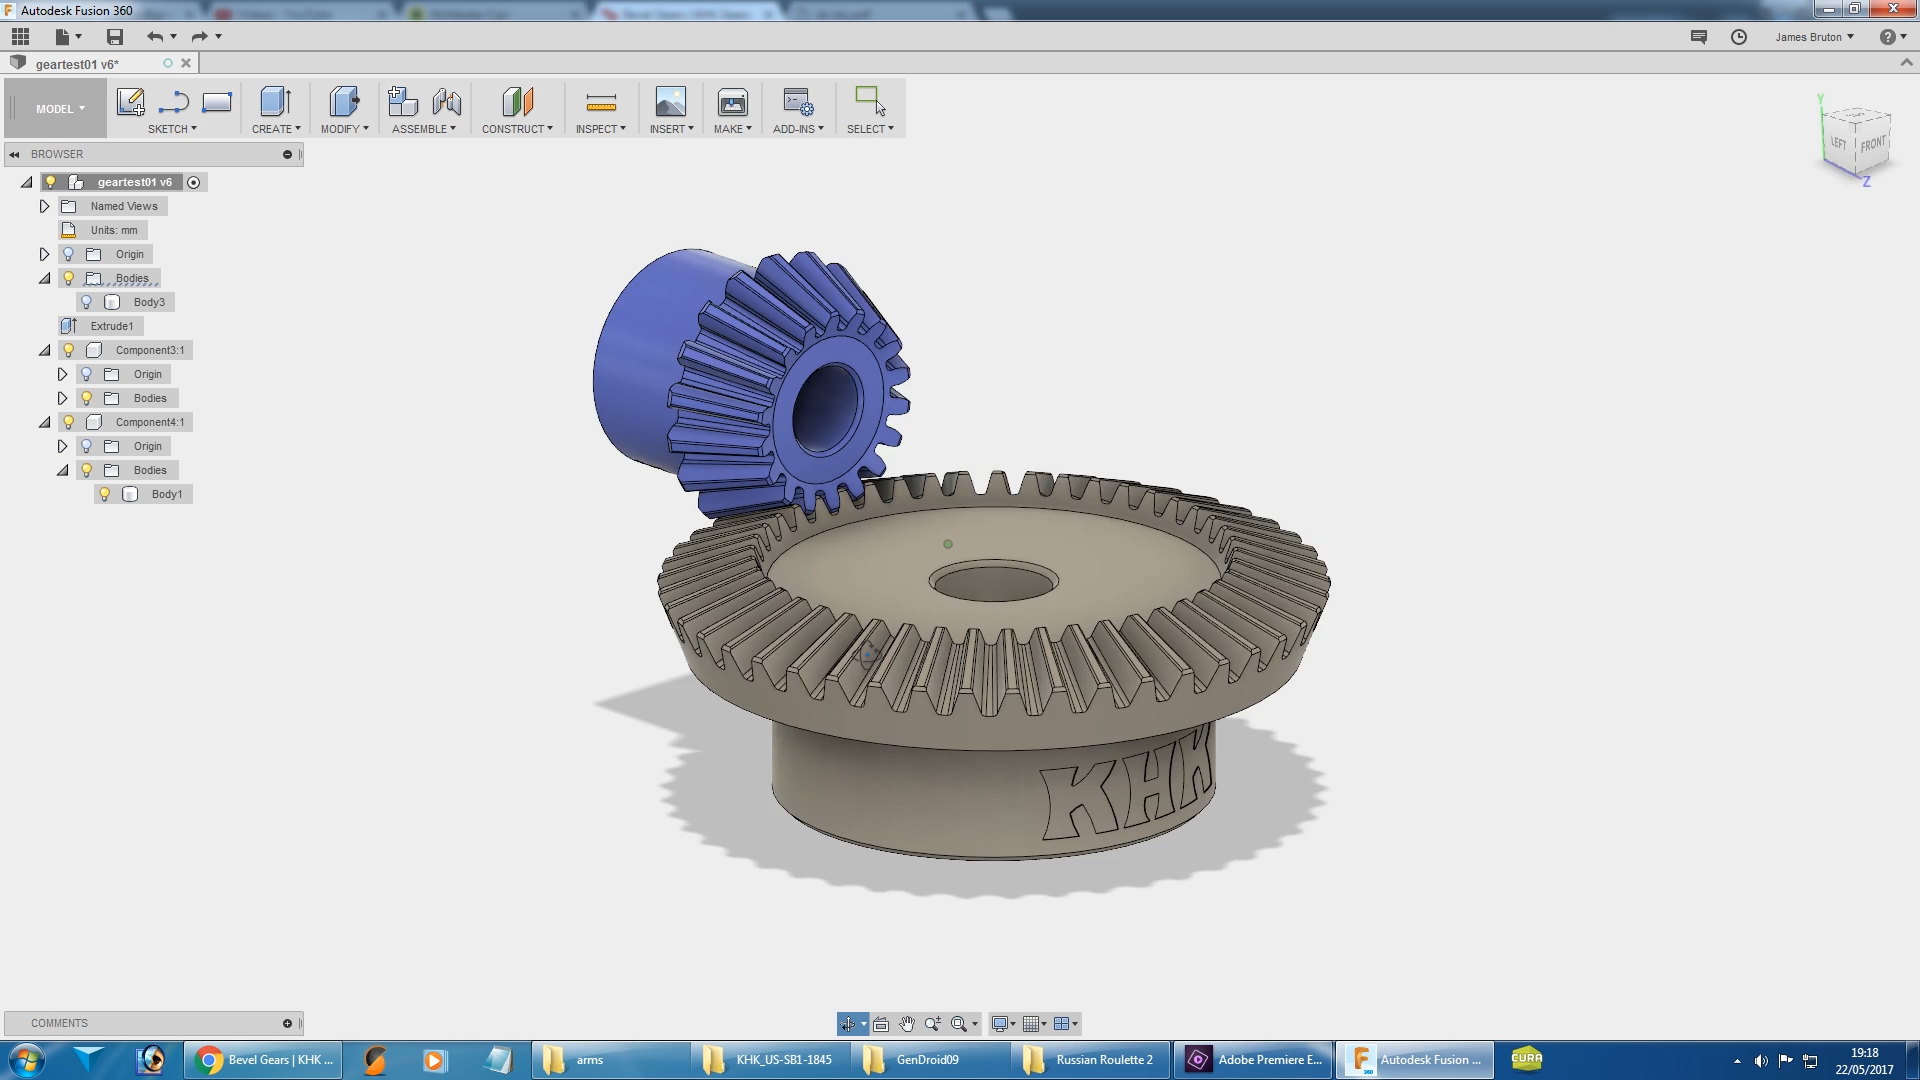 Autodesk Fusion 360
James Bruton
geartest01 v6*
MODEL
SKETCH
CREATE
MODIFY
ASSEMBLE
CONSTRUCT
INSPECT
INSERT
MAKE
ADD-INS
SELECT
Y
LEFT
FRONT
Z
BROWSER
geartest01 v6
Named Views
Units: mm
Origin
Bodies
Body3
Extrude1
Component3:1
Origin
Bodies
Component4:1
Origin
Bodies
Body1
KHK
COMMENTS
Bevel Gears | KHK ...
arms
KHK_US-SB1-1845
GenDroid09
Russian Roulette 2
Adobe Premiere E...
Autodesk Fusion ...
CURA
19:18
22/05/2017